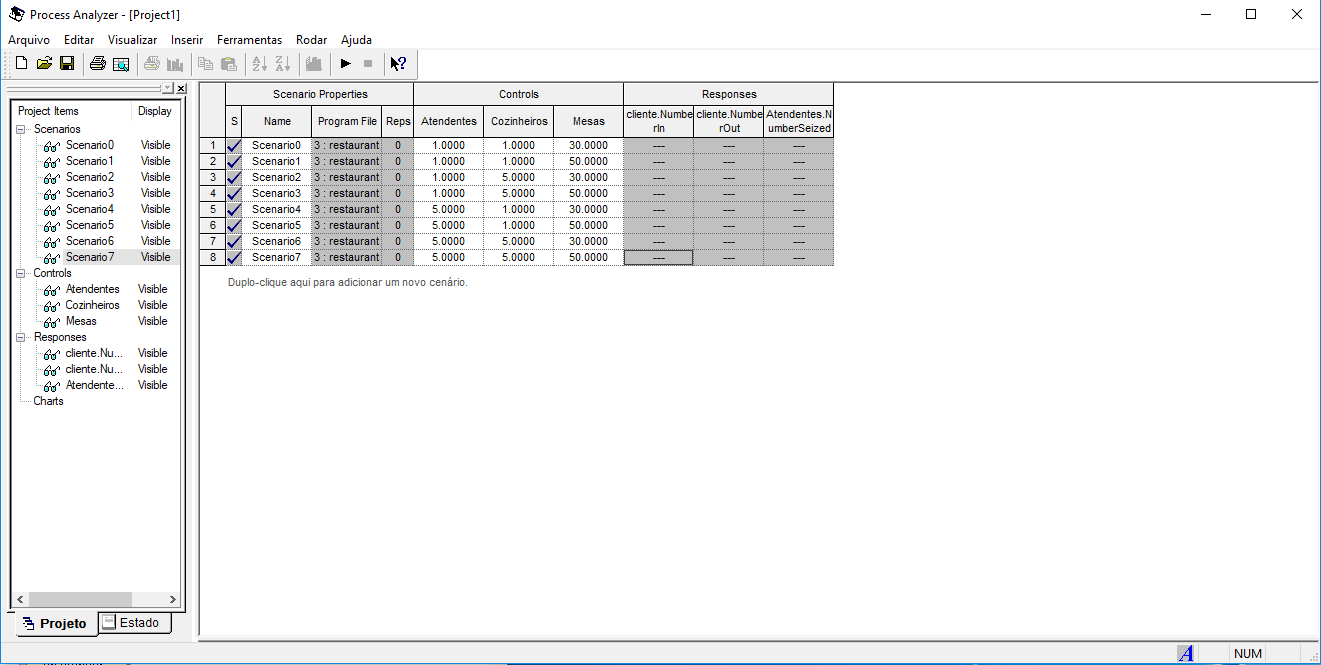 Process Analyzer - [Project1]
Arquivo Editar Visualizar Inserir Ferramentas Rodar Ajuda
Project Items Display
Scenarios
Scenario0 Visible
Scenario1 Visible
Scenario2 Visible
Scenario3 Visible
Scenario4 Visible
Scenario5 Visible
Scenario6 Visible
Scenario7 Visible
Controls
Atendentes Visible
Cozinheiros Visible
Mesas Visible
Responses
cliente.Nu... Visible
cliente.Nu... Visible
Atendente... Visible
Charts
Projeto Estado
Scenario Properties Controls Responses
S Name Program File Reps Atendentes Cozinheiros Mesas cliente.NumberIn cliente.NumberOut Atendentes.NumberSeized
1 Scenario0 3 : restaurant 0 1.0000 1.0000 30.0000 --- --- ---
2 Scenario1 3 : restaurant 0 1.0000 1.0000 50.0000 --- --- ---
3 Scenario2 3 : restaurant 0 1.0000 5.0000 30.0000 --- --- ---
4 Scenario3 3 : restaurant 0 1.0000 5.0000 50.0000 --- --- ---
5 Scenario4 3 : restaurant 0 5.0000 1.0000 30.0000 --- --- ---
6 Scenario5 3 : restaurant 0 5.0000 1.0000 50.0000 --- --- ---
7 Scenario6 3 : restaurant 0 5.0000 5.0000 30.0000 --- --- ---
8 Scenario7 3 : restaurant 0 5.0000 5.0000 50.0000 --- --- ---
Duplo-clique aqui para adicionar um novo cenário.
A NUM